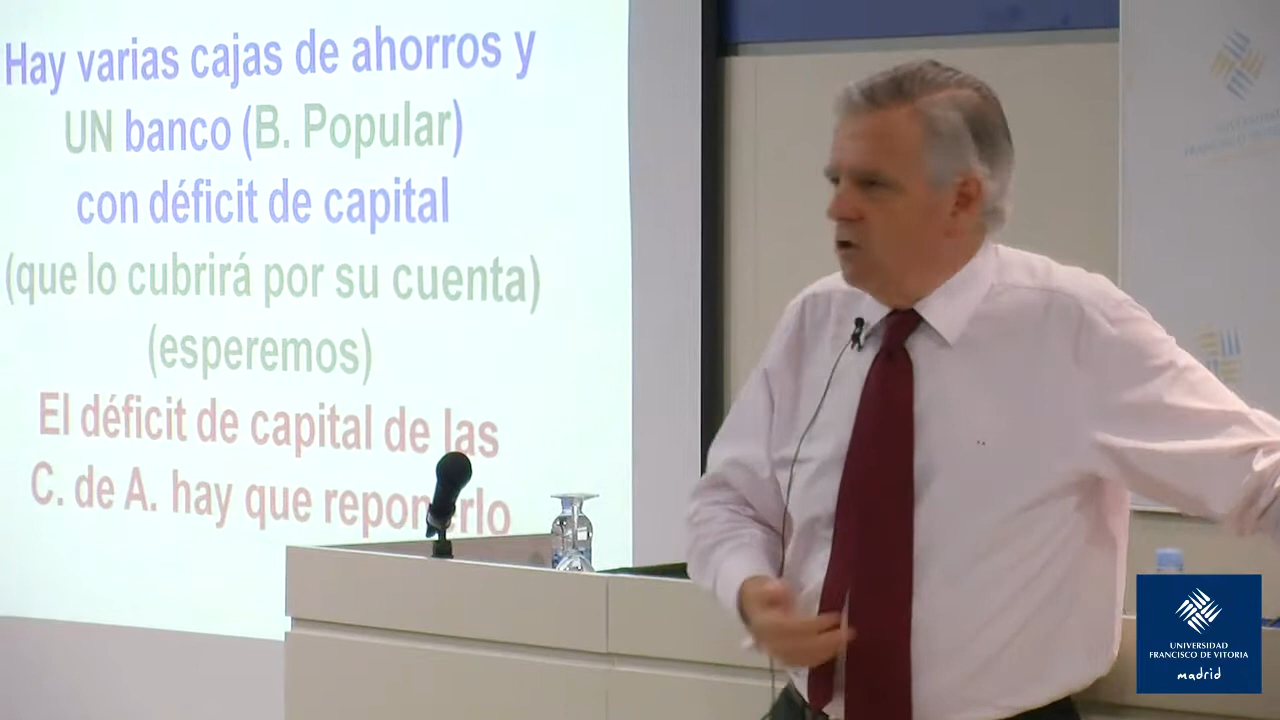 Hay varias cajas de ahorros y
UN banco (B. Popular)
con déficit de capital
(que lo cubrirá por su cuenta)
(esperemos)
El déficit de capital de las
C. de A. hay que reponerlo
UNIVERSIDAD
FRANCISCO DE VITORIA
madrid